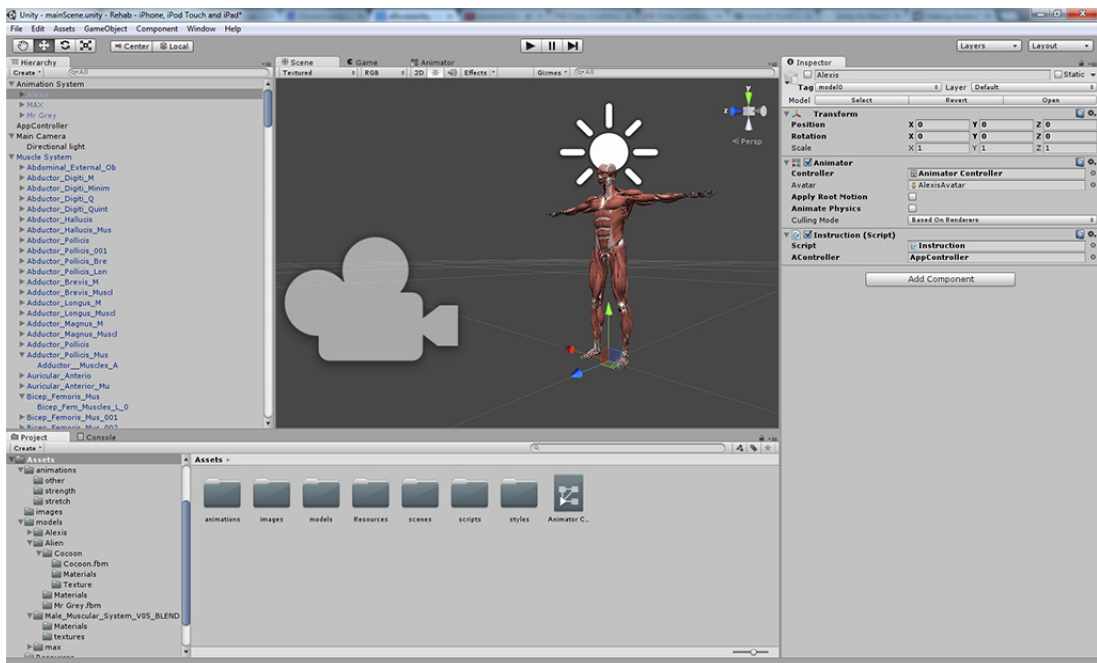 Unity - mainScene.unity - Rehab - iPhone, iPod Touch and iPad*
File Edit Assets GameObject Component Window Help
Center Local Layers Layout
Hierarchy
Create All
Animation System
Alexis
MAX
Mr Grey
AppController
Main Camera
Directional light
Muscle System
Abdominal_External_Ob
Abductor_Digiti_M
Abductor_Digiti_Minim
Abductor_Digiti_Q
Abductor_Digiti_Quint
Abductor_Hallucis
Abductor_Hallucis_Mus
Abductor_Pollicis
Abductor_Pollicis_001
Abductor_Pollicis_Bre
Abductor_Pollicis_Lon
Adductor_Brevis_M
Adductor_Brevis_Muscl
Adductor_Longus_M
Adductor_Longus_Muscl
Adductor_Magnus_M
Adductor_Magnus_Muscl
Adductor_Pollicis
Adductor_Pollicis_Mus
Adductor__Muscles_A
Auricular_Anterio
Auricular_Anterior_Mu
Bicep_Femoris_Mus
Bicep_Fem_Muscles_L_0
Bicep_Femoris_Mus_001
Bicep_Femoris_Mus_002
Scene Game Animator
Textured RGB 2D Effects Gizmos All
y
z
Persp
Inspector
Alexis Static
Tag model0 Layer Default
Model Select Revert Open
Transform
Position X 0 Y 0 Z 0
Rotation X 0 Y 0 Z 0
Scale X 1 Y 1 Z 1
Animator
Controller Animator Controller
Avatar AlexisAvatar
Apply Root Motion
Animate Physics
Culling Mode Based On Renderers
Instruction (Script)
Script Instruction
AController AppController
Add Component
Project Console
Create
Assets
animations
other
strength
stretch
images
models
Alexis
Alien
Cocoon
Cocoon.fbm
Materials
Texture
Materials
Mr Grey.fbm
Male_Muscular_System_V05_BLEND
Materials
textures
max
Resources
Assets
animations images models Resources scenes scripts styles Animator C...